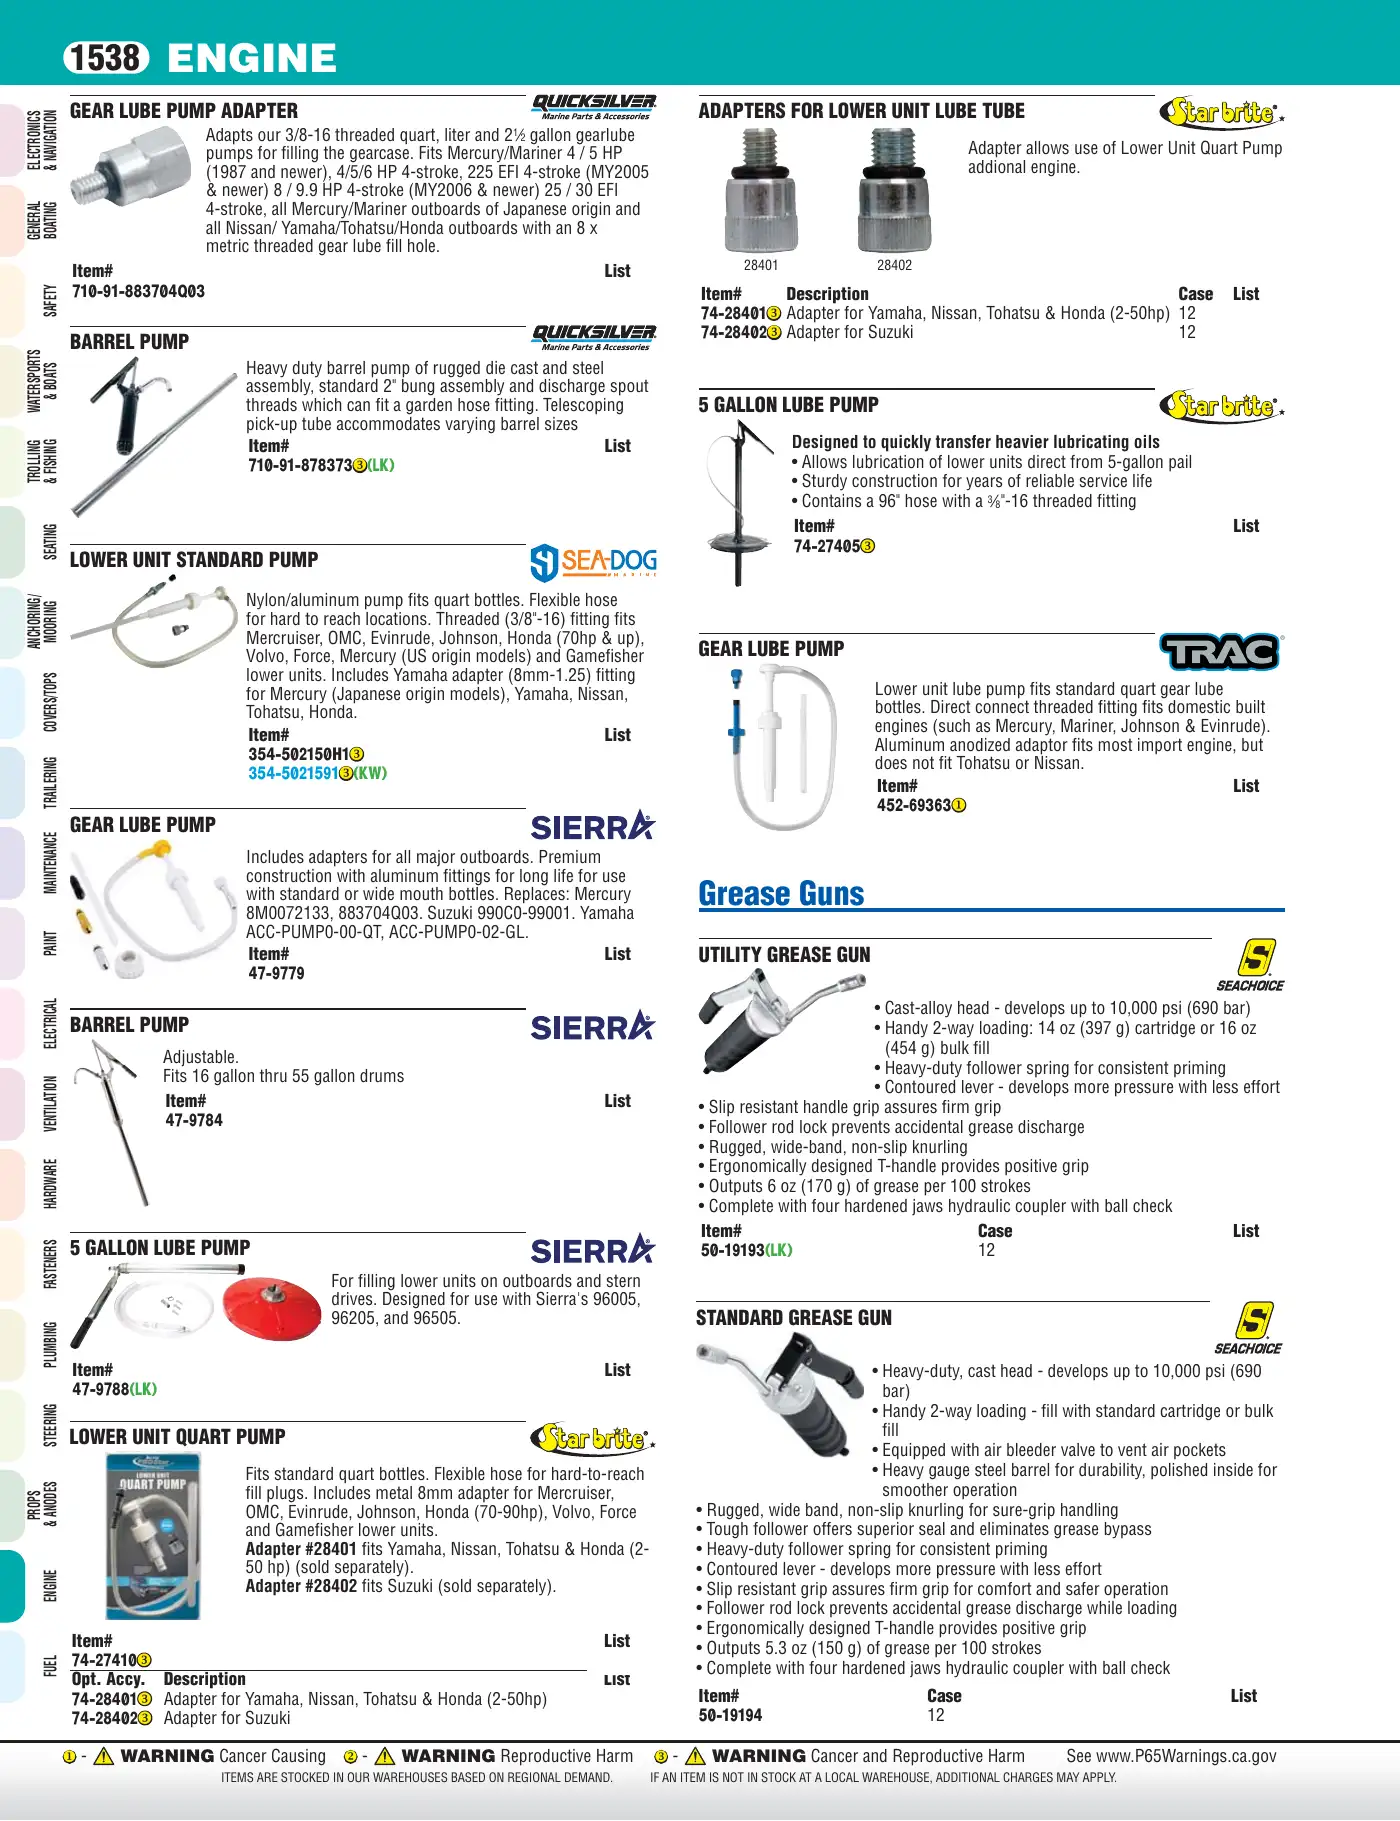 1538 ENGINE
ELECTRONICS
& NAVIGATION
GENERAL
BOATING
SAFETY
WATERSPORTS
& BOATS
TROLLING
& FISHING
SEATING
ANCHORING/
MOORING
COVERS/TOPS
TRAILERING
MAINTENANCE
PAINT
ELECTRICAL
VENTILATION
HARDWARE
FASTENERS
PLUMBING
STEERING
PROPS
& ANODES
ENGINE
FUEL
GEAR LUBE PUMP ADAPTER
QUICKSILVER
Marine Parts & Accessories
Adapts our 3/8-16 threaded quart, liter and 2½ gallon gearlube
pumps for filling the gearcase. Fits Mercury/Mariner 4 / 5 HP
(1987 and newer), 4/5/6 HP 4-stroke, 225 EFI 4-stroke (MY2005
& newer) 8 / 9.9 HP 4-stroke (MY2006 & newer) 25 / 30 EFI
4-stroke, all Mercury/Mariner outboards of Japanese origin and
all Nissan/ Yamaha/Tohatsu/Honda outboards with an 8 x
metric threaded gear lube fill hole.
Item# List
710-91-883704Q03
BARREL PUMP
QUICKSILVER
Marine Parts & Accessories
Heavy duty barrel pump of rugged die cast and steel
assembly, standard 2" bung assembly and discharge spout
threads which can fit a garden hose fitting. Telescoping
pick-up tube accommodates varying barrel sizes
Item# List
710-91-878373 3 (LK)
LOWER UNIT STANDARD PUMP
SEA-DOG
MARINE
Nylon/aluminum pump fits quart bottles. Flexible hose
for hard to reach locations. Threaded (3/8"-16) fitting fits
Mercruiser, OMC, Evinrude, Johnson, Honda (70hp & up),
Volvo, Force, Mercury (US origin models) and Gamefisher
lower units. Includes Yamaha adapter (8mm-1.25) fitting
for Mercury (Japanese origin models), Yamaha, Nissan,
Tohatsu, Honda.
Item# List
354-502150H1 3
354-5021591 3 (KW)
GEAR LUBE PUMP
SIERRA
Includes adapters for all major outboards. Premium
construction with aluminum fittings for long life for use
with standard or wide mouth bottles. Replaces: Mercury
8M0072133, 883704Q03. Suzuki 990C0-99001. Yamaha
ACC-PUMP0-00-QT, ACC-PUMP0-02-GL.
Item# List
47-9779
BARREL PUMP
SIERRA
Adjustable.
Fits 16 gallon thru 55 gallon drums
Item# List
47-9784
5 GALLON LUBE PUMP
SIERRA
For filling lower units on outboards and stern
drives. Designed for use with Sierra's 96005,
96205, and 96505.
Item# List
47-9788(LK)
LOWER UNIT QUART PUMP
Star brite
LOWER UNIT
QUART PUMP
Fits standard quart bottles. Flexible hose for hard-to-reach
fill plugs. Includes metal 8mm adapter for Mercruiser,
OMC, Evinrude, Johnson, Honda (70-90hp), Volvo, Force
and Gamefisher lower units.
Adapter #28401 fits Yamaha, Nissan, Tohatsu & Honda (2-
50 hp) (sold separately).
Adapter #28402 fits Suzuki (sold separately).
Item# List
74-27410 3
Opt. Accy. Description List
74-28401 3 Adapter for Yamaha, Nissan, Tohatsu & Honda (2-50hp)
74-28402 3 Adapter for Suzuki
ADAPTERS FOR LOWER UNIT LUBE TUBE
Star brite
Adapter allows use of Lower Unit Quart Pump
addional engine.
28401 28402
Item# Description Case List
74-28401 3 Adapter for Yamaha, Nissan, Tohatsu & Honda (2-50hp) 12
74-28402 3 Adapter for Suzuki 12
5 GALLON LUBE PUMP
Star brite
Designed to quickly transfer heavier lubricating oils
• Allows lubrication of lower units direct from 5-gallon pail
• Sturdy construction for years of reliable service life
• Contains a 96" hose with a ⅜"-16 threaded fitting
Item# List
74-27405 3
GEAR LUBE PUMP
TRAC
Lower unit lube pump fits standard quart gear lube
bottles. Direct connect threaded fitting fits domestic built
engines (such as Mercury, Mariner, Johnson & Evinrude).
Aluminum anodized adaptor fits most import engine, but
does not fit Tohatsu or Nissan.
Item# List
452-69363 1
Grease Guns
UTILITY GREASE GUN
S
SEACHOICE
• Cast-alloy head - develops up to 10,000 psi (690 bar)
• Handy 2-way loading: 14 oz (397 g) cartridge or 16 oz
(454 g) bulk fill
• Heavy-duty follower spring for consistent priming
• Contoured lever - develops more pressure with less effort
• Slip resistant handle grip assures firm grip
• Follower rod lock prevents accidental grease discharge
• Rugged, wide-band, non-slip knurling
• Ergonomically designed T-handle provides positive grip
• Outputs 6 oz (170 g) of grease per 100 strokes
• Complete with four hardened jaws hydraulic coupler with ball check
Item# Case List
50-19193(LK) 12
STANDARD GREASE GUN
S
SEACHOICE
• Heavy-duty, cast head - develops up to 10,000 psi (690
bar)
• Handy 2-way loading - fill with standard cartridge or bulk
fill
• Equipped with air bleeder valve to vent air pockets
• Heavy gauge steel barrel for durability, polished inside for
smoother operation
• Rugged, wide band, non-slip knurling for sure-grip handling
• Tough follower offers superior seal and eliminates grease bypass
• Heavy-duty follower spring for consistent priming
• Contoured lever - develops more pressure with less effort
• Slip resistant grip assures firm grip for comfort and safer operation
• Follower rod lock prevents accidental grease discharge while loading
• Ergonomically designed T-handle provides positive grip
• Outputs 5.3 oz (150 g) of grease per 100 strokes
• Complete with four hardened jaws hydraulic coupler with ball check
Item# Case List
50-19194 12
1 - WARNING Cancer Causing 2 - WARNING Reproductive Harm 3 - WARNING Cancer and Reproductive Harm See www.P65Warnings.ca.gov
ITEMS ARE STOCKED IN OUR WAREHOUSES BASED ON REGIONAL DEMAND. IF AN ITEM IS NOT IN STOCK AT A LOCAL WAREHOUSE, ADDITIONAL CHARGES MAY APPLY.